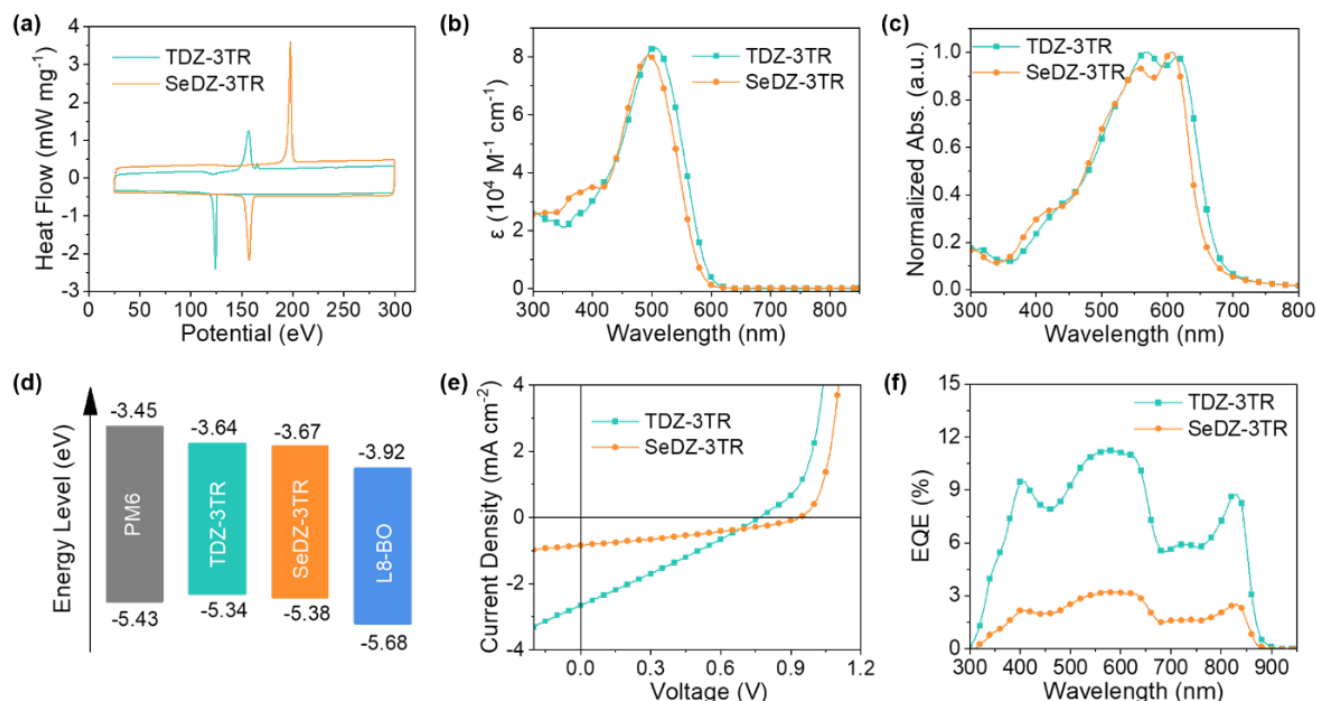 (a)
4
3
2
1
0
-1
-2
-3
0
50
100
150
200
250
300
Heat Flow (mW mg⁻¹)
Potential (eV)
TDZ-3TR
SeDZ-3TR
(b)
8
6
4
2
0
300
400
500
600
700
800
ε (10⁴ M⁻¹ cm⁻¹)
Wavelength (nm)
TDZ-3TR
SeDZ-3TR
(c)
1.0
0.8
0.6
0.4
0.2
0.0
300
400
500
600
700
800
Normalized Abs. (a.u.)
Wavelength (nm)
TDZ-3TR
SeDZ-3TR
(d)
Energy Level (eV)
-3.45
PM6
-5.43
-3.64
TDZ-3TR
-5.34
-3.67
SeDZ-3TR
-5.38
-3.92
L8-BO
-5.68
(e)
4
2
0
-2
-4
0.0
0.3
0.6
0.9
1.2
Current Density (mA cm⁻²)
Voltage (V)
TDZ-3TR
SeDZ-3TR
(f)
15
12
9
6
3
0
300
400
500
600
700
800
900
EQE (%)
Wavelength (nm)
TDZ-3TR
SeDZ-3TR